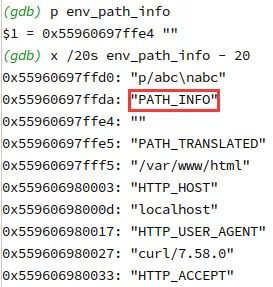 (gdb) p env_path_info
$1 = 0x55960697ffe4 ""
(gdb) x /20s env_path_info - 20
0x55960697ffd0: "p/abc\nabc"
0x55960697ffda: "PATH_INFO"
0x55960697ffe4: ""
0x55960697ffe5: "PATH_TRANSLATED"
0x55960697fff5: "/var/www/html"
0x559606980003: "HTTP_HOST"
0x55960698000d: "localhost"
0x559606980017: "HTTP_USER_AGENT"
0x559606980027: "curl/7.58.0"
0x559606980033: "HTTP_ACCEPT"